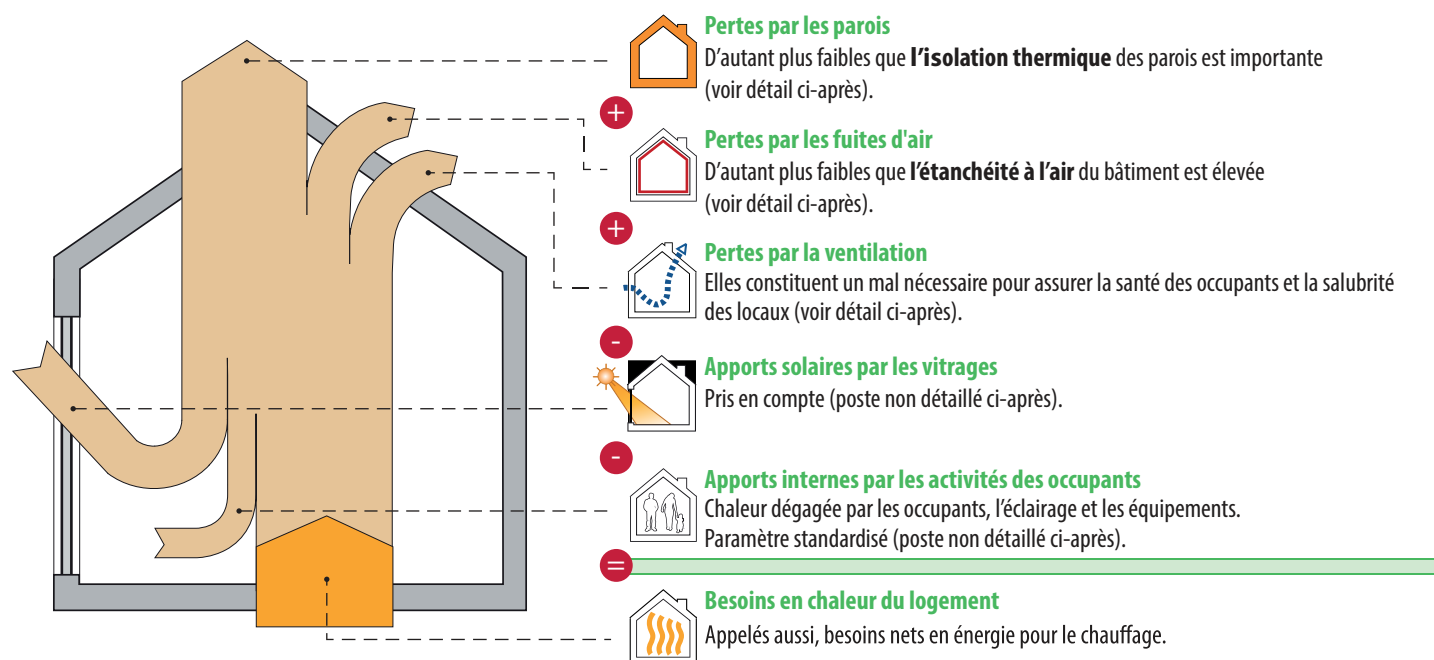 Pertes par les parois
D'autant plus faibles que l'isolation thermique des parois est importante
(voir détail ci-après).
+
Pertes par les fuites d'air
D'autant plus faibles que l'étanchéité à l'air du bâtiment est élevée
(voir détail ci-après).
+
Pertes par la ventilation
Elles constituent un mal nécessaire pour assurer la santé des occupants et la salubrité
des locaux (voir détail ci-après).
-
Apports solaires par les vitrages
Pris en compte (poste non détaillé ci-après).
-
Apports internes par les activités des occupants
Chaleur dégagée par les occupants, l'éclairage et les équipements.
Paramètre standardisé (poste non détaillé ci-après).
=
Besoins en chaleur du logement
Appelés aussi, besoins nets en énergie pour le chauffage.